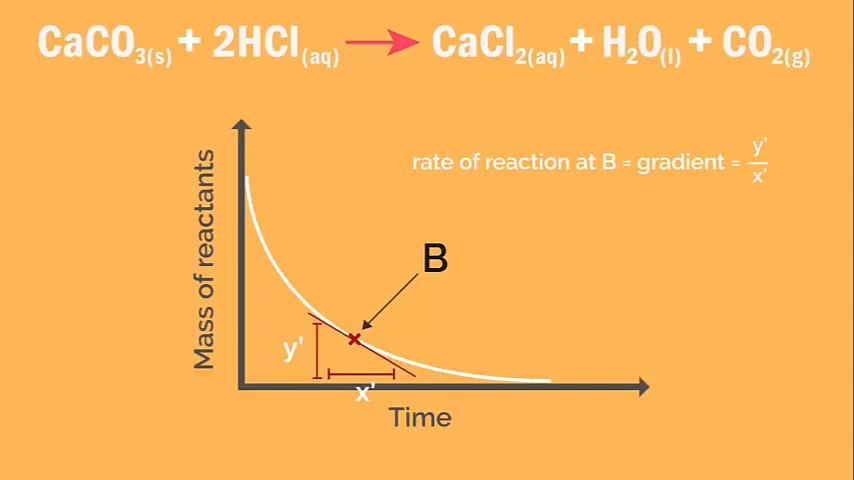 CaCO₃(s) + 2HCl(aq) → CaCl₂(aq) + H₂O(l) + CO₂(g)
rate of reaction at B = gradient = y'/x'
Mass of reactants
B
y'
x'
Time